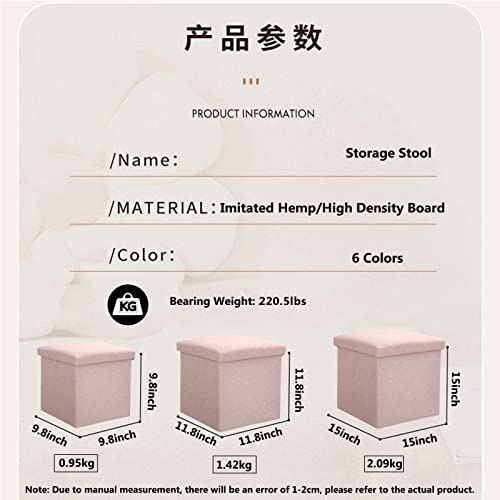 产品参数
PRODUCT INFORMATION
/Name: Storage Stool
/MATERIAL: Imitated Hemp/High Density Board
/Color: 6 Colors
KG
Bearing Weight: 220.5lbs
9.8inch
9.8inch
9.8inch
0.95kg
11.8inch
11.8inch
11.8inch
1.42kg
15inch
15inch
15inch
2.09kg
Note: Due to manual measurement, there will be an error of 1-2cm, please refer to the actual product.